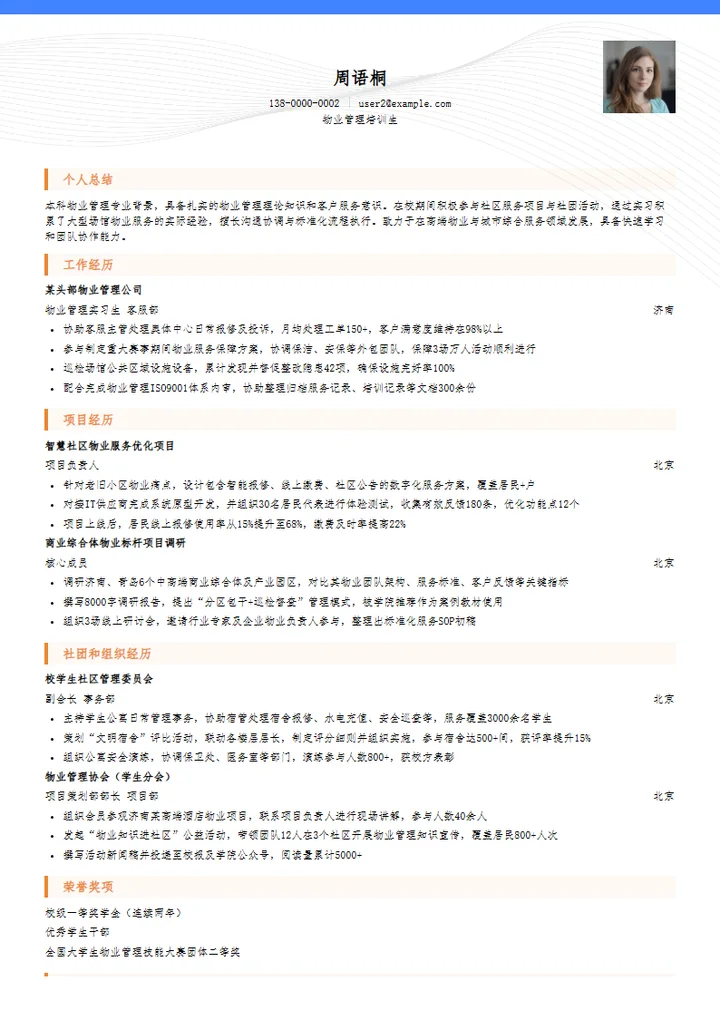 周语桐
138-0000-0002 user2@example.com
物业管理培训生
个人总结
本科物业管理专业背景，具备扎实的物业管理理论知识和客户服务意识。在校期间积极参与社区服务项目与社团活动，通过实习积
累了大型场馆物业服务的实际经验，擅长沟通协调与标准化流程执行。致力于在高端物业与城市综合服务领域发展，具备快速学习
和团队协作能力。
工作经历
某头部物业管理公司
物业管理实习生 客服部 济南
• 协助客服主管处理奥体中心日常报修及投诉，月均处理工单150+，客户满意度维持在98%以上
• 参与制定重大赛事期间物业服务保障方案，协调保洁、安保等外包团队，保障3场万人活动顺利进行
• 巡检场馆公共区域设施设备，累计发现并督促整改隐患42项，确保设施完好率100%
• 配合完成物业管理ISO9001体系内审，协助整理归档服务记录、培训记录等文档300余份
项目经历
智慧社区物业服务优化项目
项目负责人 北京
• 针对老旧小区物业痛点，设计包含智能报修、线上缴费、社区公告的数字化服务方案，覆盖居民+户
• 对接IT供应商完成系统原型开发，并组织30名居民代表进行体验测试，收集有效反馈180条，优化功能点12个
• 项目上线后，居民线上报修使用率从15%提升至68%，缴费及时率提高22%
商业综合体物业标杆项目调研
核心成员 北京
• 调研济南、青岛6个中高端商业综合体及产业园区，对比其物业团队架构、服务标准、客户反馈等关键指标
• 撰写8000字调研报告，提出“分区包干+巡检督查”管理模式，被学院推荐作为案例教材使用
• 组织3场线上研讨会，邀请行业专家及企业物业负责人参与，整理出标准化服务SOP初稿
社团和组织经历
校学生社区管理委员会
副会长 事务部 北京
• 主持学生公寓日常管理事务，协助宿管处理宿舍报修、水电充值、安全巡查等，服务覆盖3000余名学生
• 策划“文明宿舍”评比活动，联动各楼层层长，制定评分细则并组织实施，参与宿舍达500+间，获评率提升15%
• 组织公寓安全演练，协调保卫处、医务室等部门，演练参与人数800+，获校方表彰
物业管理协会（学生分会）
项目策划部部长 项目部 北京
• 组织会员参观济南某高端酒店物业项目，联系项目负责人进行现场讲解，参与人数40余人
• 发起“物业知识进社区”公益活动，带领团队12人在3个社区开展物业管理知识宣传，覆盖居民800+人次
• 撰写活动新闻稿并投递至校报及学院公众号，阅读量累计5000+
荣誉奖项
校级一等奖学金（连续两年）
优秀学生干部
全国大学生物业管理技能大赛团体二等奖